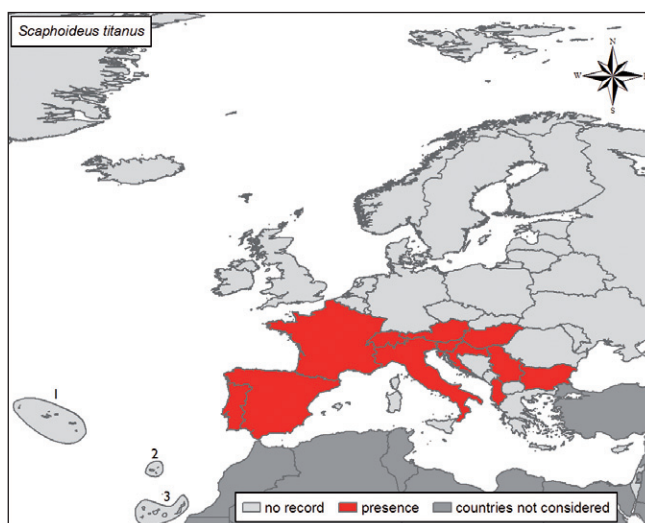 Scaphoideus titanus
N
W
E
S
1
2
3
no record
presence
countries not considered